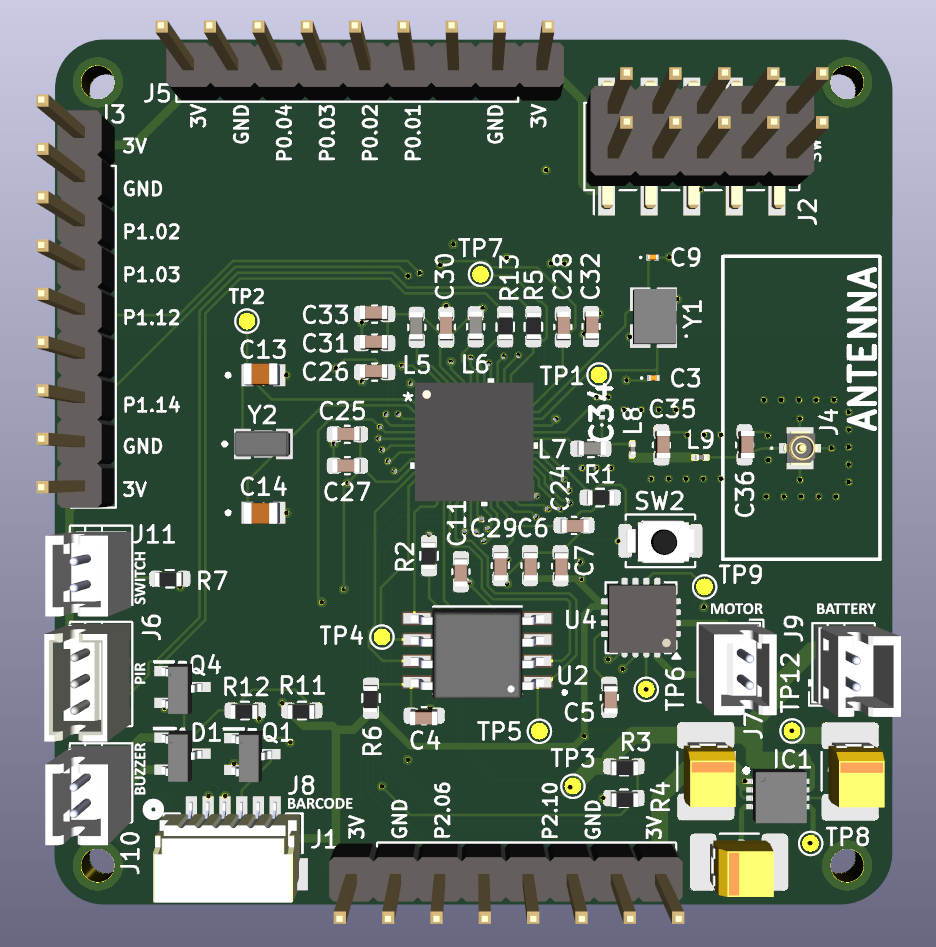 J5
3V
GND
P0.04
P0.03
P0.02
P0.01
GND
3V
J3
3V
GND
P1.02
P1.03
P1.12
P1.14
GND
3V
SW
J2
TP7
C30
R13
R5
C28
C32
C9
Y1
C3
TP2
C33
C31
C26
L5
L6
TP1
C13
Y2
C14
C25
C27
*
L7
C34
L8
C35
L9
C36
J4
ANTENNA
C24
R1
SW2
C11
C29
C6
C7
R2
J11
SWITCH
R7
J6
PIR
TP4
U4
U2
TP9
MOTOR
BATTERY
J9
TP12
J7
TP6
C5
Q4
R12
R11
R6
C4
TP5
D1
Q1
BUZZER
J10
J8
BARCODE
J1
TP3
R3
R4
IC1
TP8
3V
GND
P2.06
P2.10
GND
3V